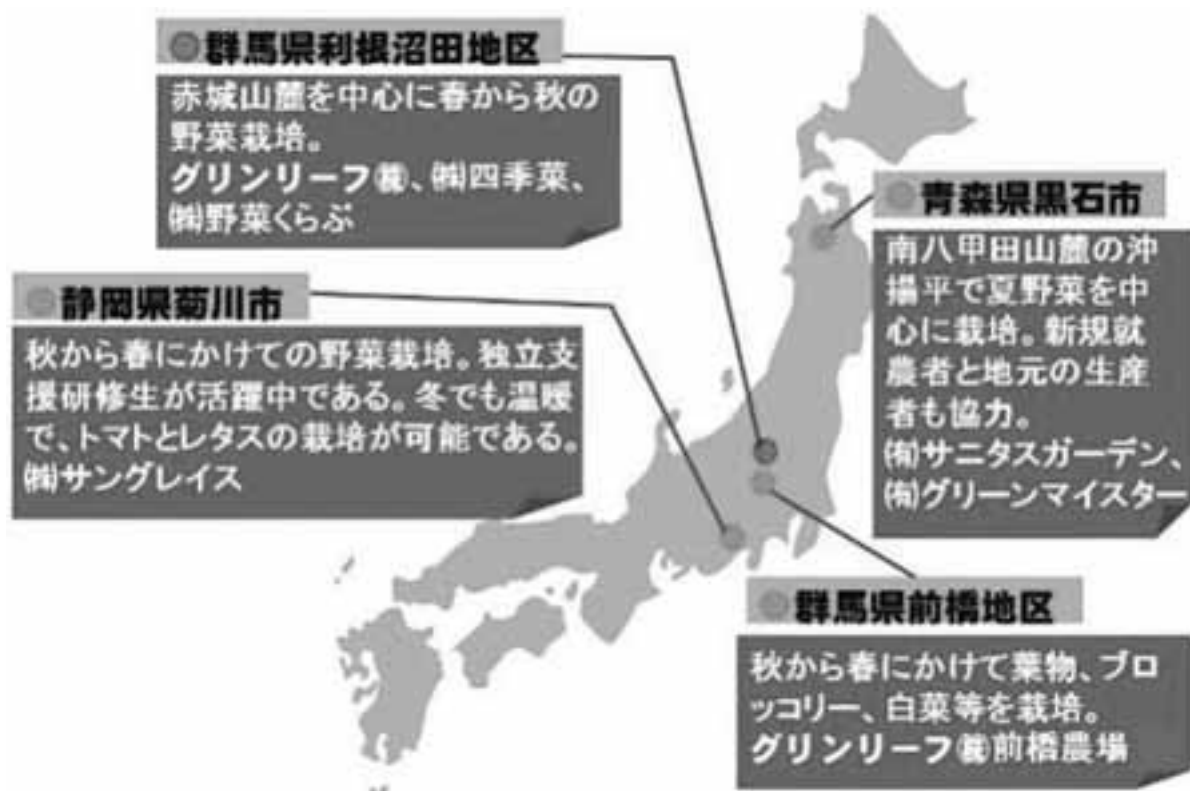 群馬県利根沼田地区
赤城山麓を中心に春から秋の
野菜栽培。
グリンリーフ㈱、㈱四季菜、
㈱野菜くらぶ
青森県黒石市
南八甲田山麓の沖
揚平で夏野菜を中
心に栽培。新規就
農者と地元の生産
者も協力。
㈲サニタスガーデン、
㈲グリーンマイスター
静岡県菊川市
秋から春にかけての野菜栽培。独立支
援研修生が活躍中である。冬でも温暖
で、トマトとレタスの栽培が可能である。
㈱サングレイス
群馬県前橋地区
秋から春にかけて葉物、ブロ
ッコリー、白菜等を栽培。
グリンリーフ㈱前橋農場